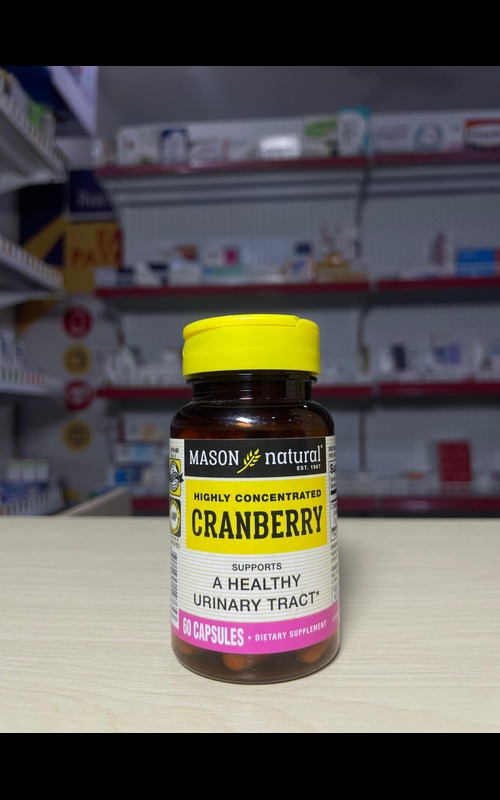 MASON natural
EST. 1967
HIGHLY CONCENTRATED
CRANBERRY
SUPPORTS
A HEALTHY
URINARY TRACT*
60 CAPSULES • DIETARY SUPPLEMENT